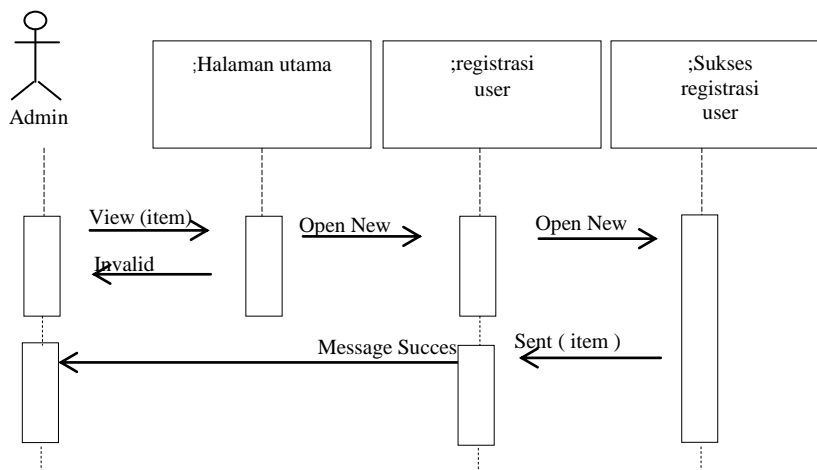 ;Halaman utama
;registrasi
user
;Sukses
registrasi
user
Admin
View (item)
Open New
Open New
Invalid
Message Succes
Sent ( item )